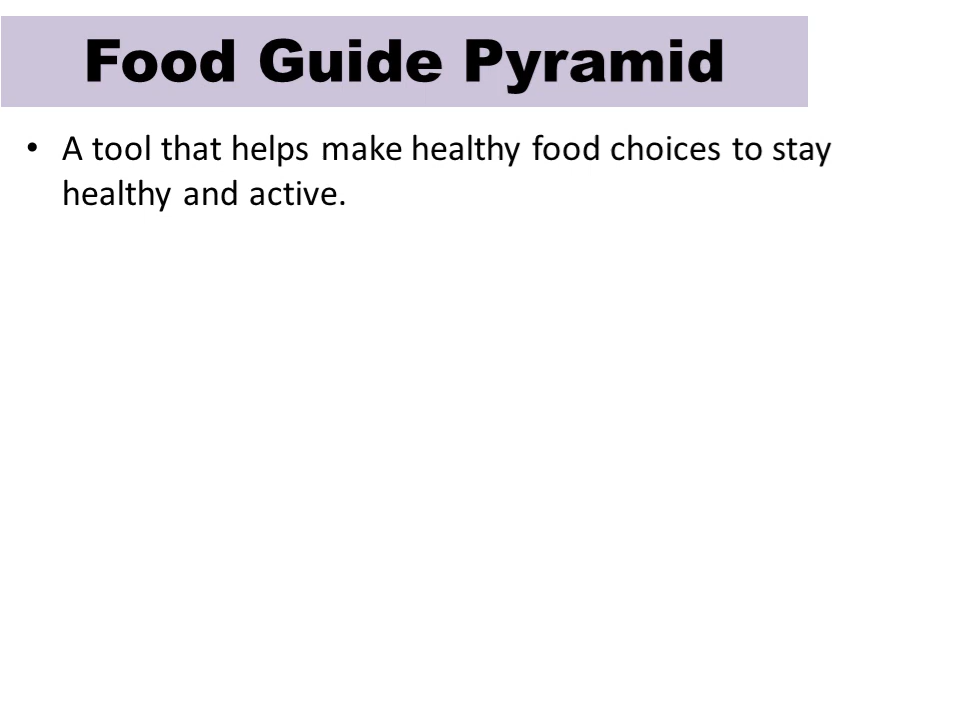 Food Guide Pyramid
• A tool that helps make healthy food choices to stay
healthy and active.